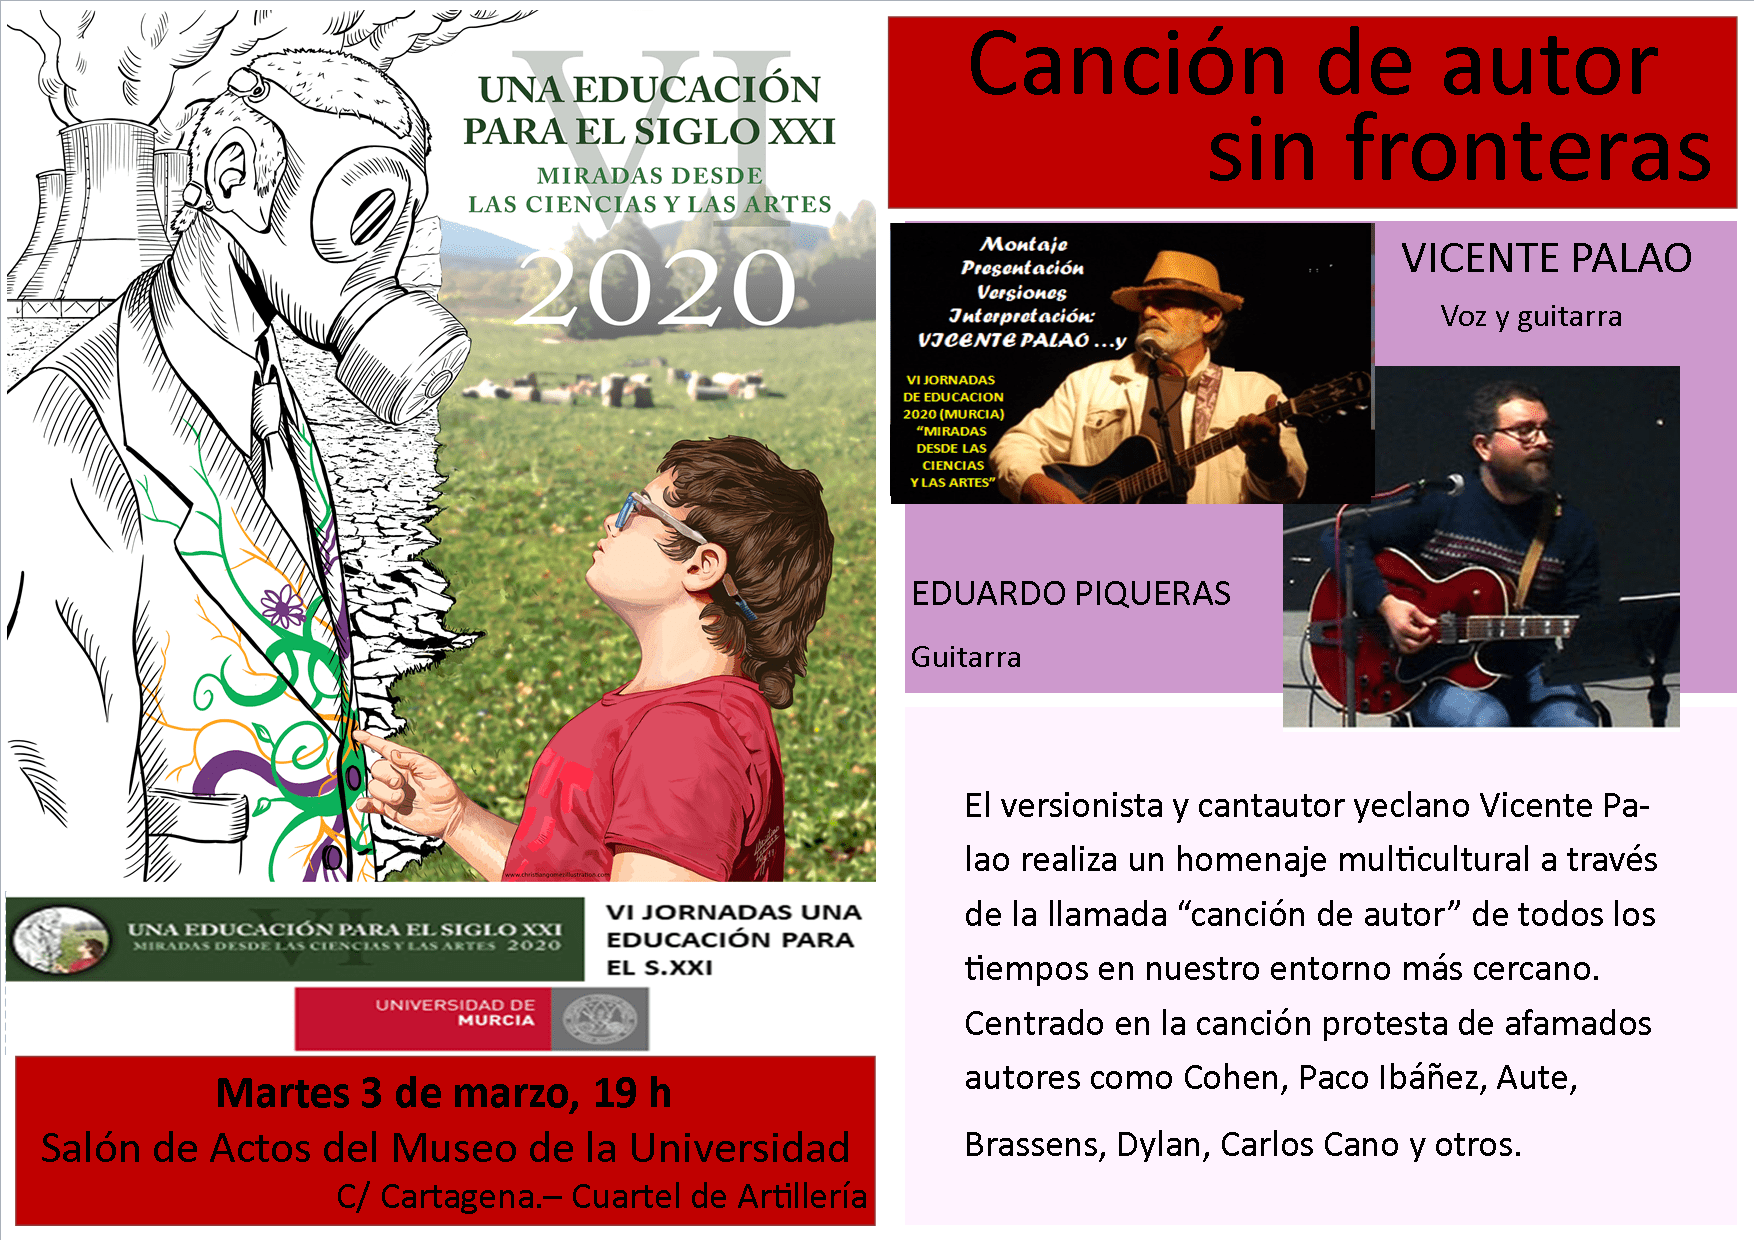 VI
UNA EDUCACIÓN
PARA EL SIGLO XXI
MIRADAS DESDE
LAS CIENCIAS Y LAS ARTES
2020
www.christiangomerillustration.com
VI
UNA EDUCACIÓN PARA EL SIGLO XXI
MIRADAS DESDE LAS CIENCIAS Y LAS ARTES 2020
VI JORNADAS UNA
EDUCACIÓN PARA
EL S.XXI
UNIVERSIDAD DE
MURCIA
Martes 3 de marzo, 19 h
Salón de Actos del Museo de la Universidad
C/ Cartagena.– Cuartel de Artillería
Canción de autor
sin fronteras
Montaje
Presentación
Versiones
Interpretación:
VICENTE PALAO ...y
VI JORNADAS
DE EDUCACION
2020 (MURCIA)
“MIRADAS
DESDE LAS
CIENCIAS
Y LAS ARTES”
VICENTE PALAO
Voz y guitarra
EDUARDO PIQUERAS
Guitarra
El versionista y cantautor yeclano Vicente Pa-
lao realiza un homenaje multicultural a través
de la llamada “canción de autor” de todos los
tiempos en nuestro entorno más cercano.
Centrado en la canción protesta de afamados
autores como Cohen, Paco Ibáñez, Aute,
Brassens, Dylan, Carlos Cano y otros.